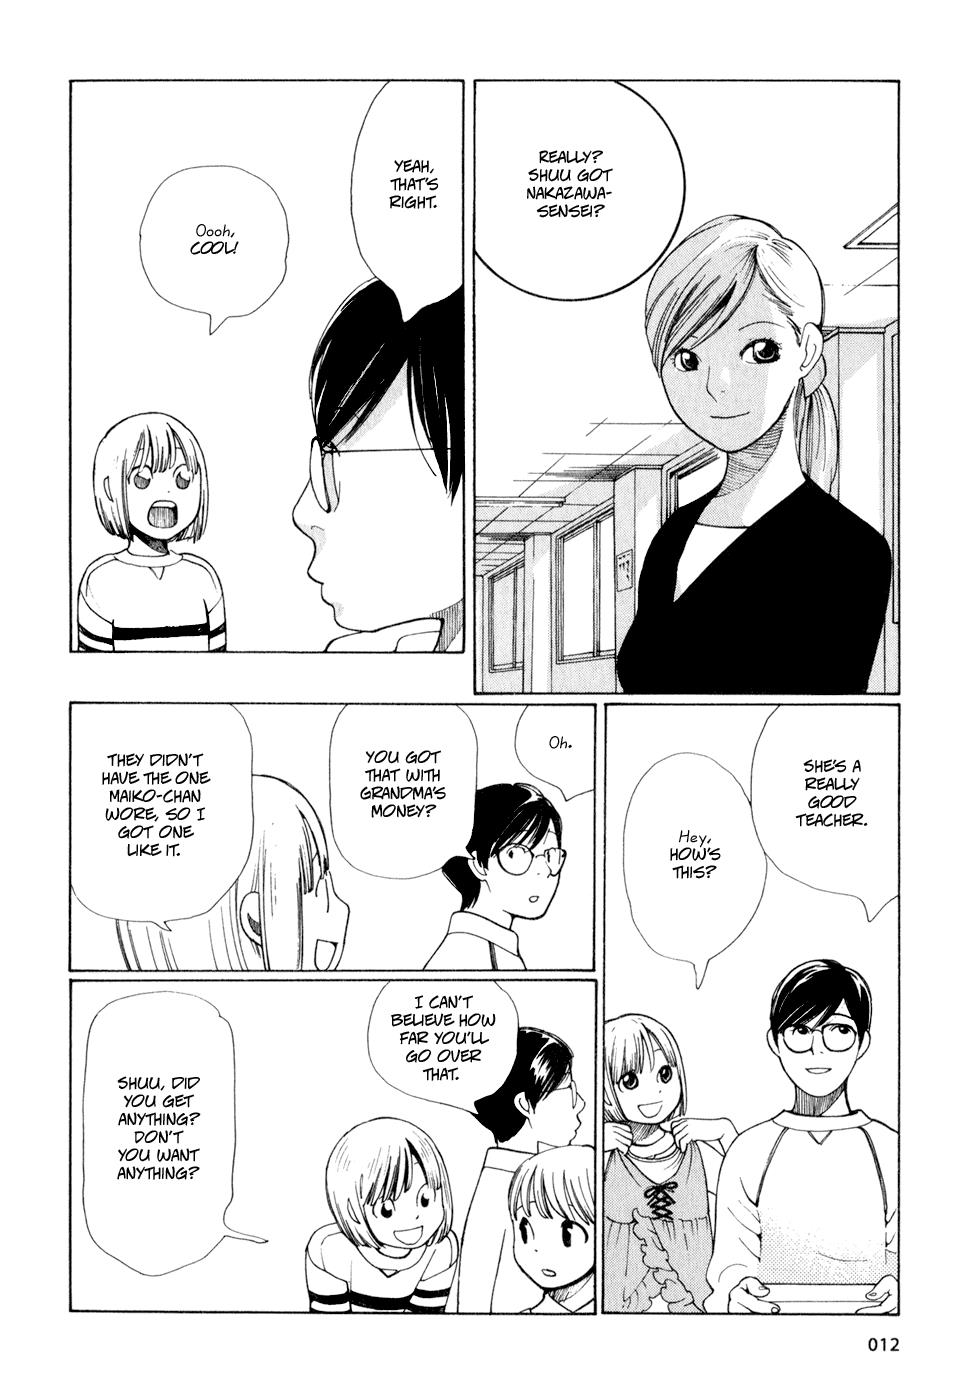 REALLY?
SHUU GOT
NAKAZAWA-
SENSEI?
YEAH,
THAT'S
RIGHT.
Oooh,
COOL!
SHE'S A
REALLY
GOOD
TEACHER.
Hey,
HOW'S
THIS?
Oh.
YOU GOT
THAT WITH
GRANDMA'S
MONEY?
THEY DIDN'T
HAVE THE ONE
MAIKO-CHAN
WORE, SO I
GOT ONE
LIKE IT.
I CAN'T
BELIEVE HOW
FAR YOU'LL
GO OVER
THAT.
SHUU, DID
YOU GET
ANYTHING?
DON'T
YOU WANT
ANYTHING?
012